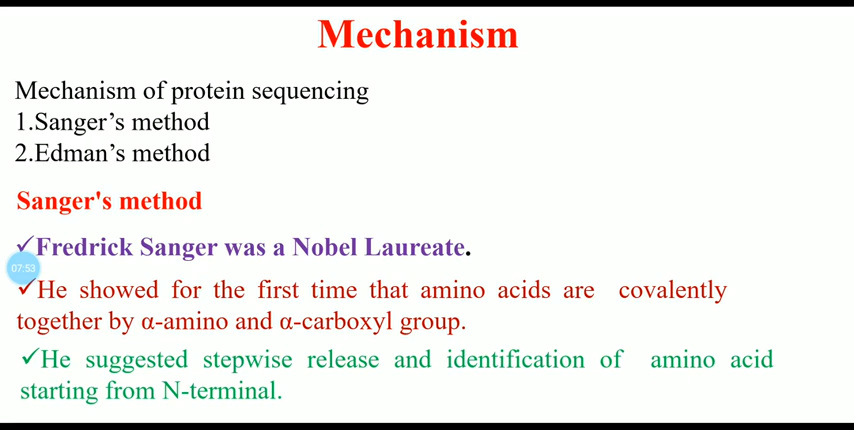 Mechanism
Mechanism of protein sequencing
1.Sanger’s method
2.Edman’s method
Sanger's method
✓Fredrick Sanger was a Nobel Laureate.
07:53
✓He showed for the first time that amino acids are covalently
together by α-amino and α-carboxyl group.
✓He suggested stepwise release and identification of amino acid
starting from N-terminal.